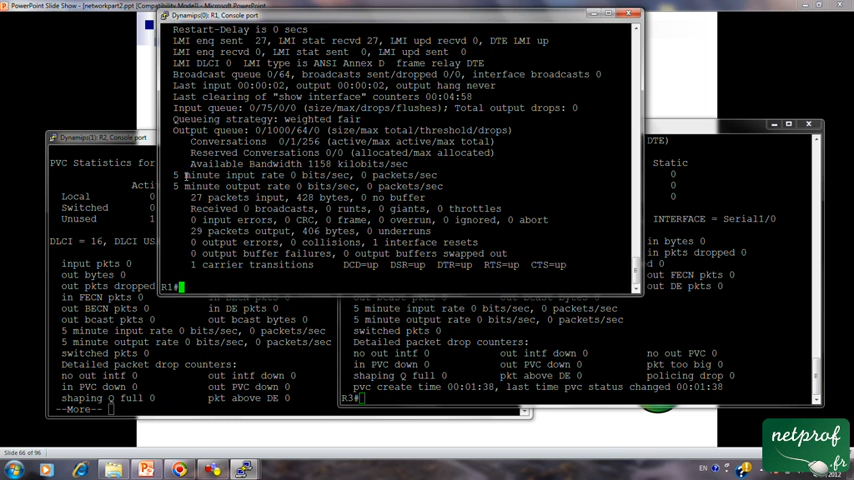 PowerPoint Slide Show - [networkpart2.ppt [Compatibility Mode] - Microsoft PowerPoint
Dynamips(0): R1, Console port
Restart-Delay is 0 secs
LMI enq sent 27, LMI stat recvd 27, LMI upd recvd 0, DTE LMI up
LMI enq recvd 0, LMI stat sent 0, LMI upd sent 0
LMI DLCI 0 LMI type is ANSI Annex D frame relay DTE
Broadcast queue 0/64, broadcasts sent/dropped 0/0, interface broadcasts 0
Last input 00:00:02, output 00:00:02, output hang never
Last clearing of "show interface" counters 00:04:58
Input queue: 0/75/0/0 (size/max/drops/flushes); Total output drops: 0
Queueing strategy: weighted fair
Output queue: 0/1000/64/0 (size/max total/threshold/drops)
Conversations 0/1/256 (active/max active/max total)
Reserved Conversations 0/0 (allocated/max allocated)
Available Bandwidth 1158 kilobits/sec
5 minute input rate 0 bits/sec, 0 packets/sec
5 minute output rate 0 bits/sec, 0 packets/sec
27 packets input, 428 bytes, 0 no buffer
Received 0 broadcasts, 0 runts, 0 giants, 0 throttles
0 input errors, 0 CRC, 0 frame, 0 overrun, 0 ignored, 0 abort
29 packets output, 406 bytes, 0 underruns
0 output errors, 0 collisions, 1 interface resets
0 output buffer failures, 0 output buffers swapped out
1 carrier transitions DCD=up DSR=up DTR=up RTS=up CTS=up
R1#
Dynamips(1): R2, Console port
PVC Statistics for
Acti
Local 0
Switched 0
Unused 1
DLCI = 16, DLCI US
input pkts 0
out bytes 0
out pkts dropped
in FECN pkts 0
out BECN pkts 0 in DE pkts 0
out bcast pkts 0 out bcast bytes 0
5 minute input rate 0 bits/sec, 0 packets/sec
5 minute output rate 0 bits/sec, 0 packets/sec
switched pkts 0
Detailed packet drop counters:
no out intf 0 out intf down 0
in PVC down 0 out PVC down 0
shaping Q full 0 pkt above DE 0
--More--
DTE)
Static
0
0
0
INTERFACE = Serial1/0
in bytes 0
in pkts dropped 0
out FECN pkts 0
out DE pkts 0
5 minute input rate 0 bits/sec, 0 packets/sec
5 minute output rate 0 bits/sec, 0 packets/sec
switched pkts 0
Detailed packet drop counters:
no out intf 0 out intf down 0 no out PVC 0
in PVC down 0 out PVC down 0 pkt too big 0
shaping Q full 0 pkt above DE 0 policing drop 0
pvc create time 00:01:38, last time pvc status changed 00:01:38
R3#
Slide 66 of 96
EN
2012
netprof
.fr